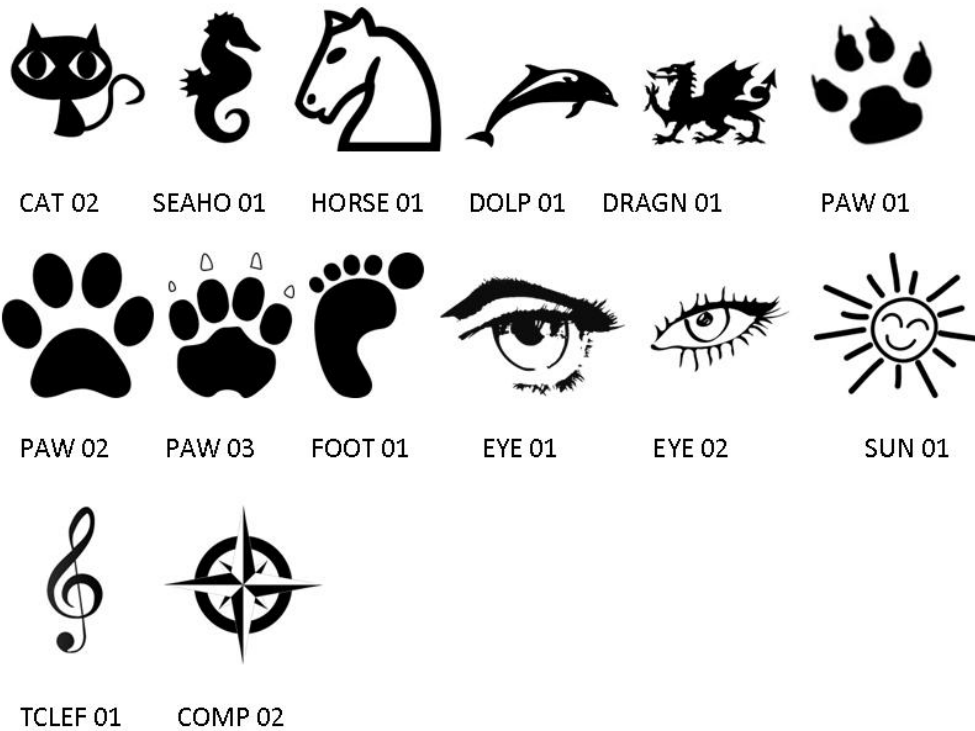 CAT 02 SEAHO 01 HORSE 01 DOLP 01 DRAGN 01 PAW 01
PAW 02 PAW 03 FOOT 01 EYE 01 EYE 02 SUN 01
TCLEF 01 COMP 02